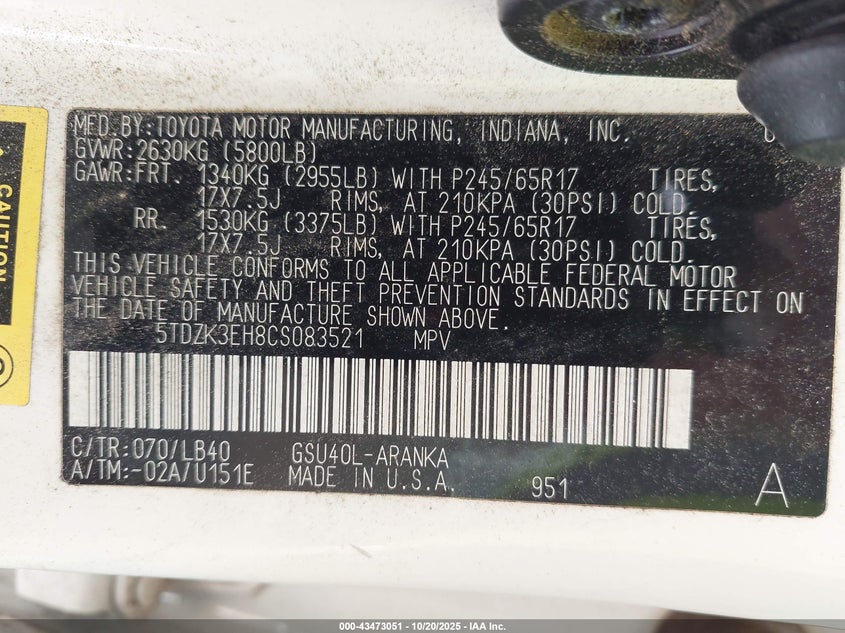 MFD.BY:TOYOTA MOTOR MANUFACTURING, INDIANA, INC.
GVWR:2630KG (5800LB)
GAWR:FRT. 1340KG (2955LB) WITH P245/65R17 TIRES,
17X7.5J RIMS, AT 210KPA (30PSI) COLD.
RR. 1530KG (3375LB) WITH P245/65R17 TIRES,
17X7.5J RIMS, AT 210KPA (30PSI) COLD.
THIS VEHICLE CONFORMS TO ALL APPLICABLE FEDERAL MOTOR
VEHICLE SAFETY AND THEFT PREVENTION STANDARDS IN EFFECT ON
THE DATE OF MANUFACTURE SHOWN ABOVE.
5TDZK3EH8CS083521 MPV
C/TR:070/LB40 GSU40L-ARANKA
A/TM:-02A/U151E MADE IN U.S.A. 951 A
CAUTION
000-43473051 - 10/20/2025 - IAA Inc.